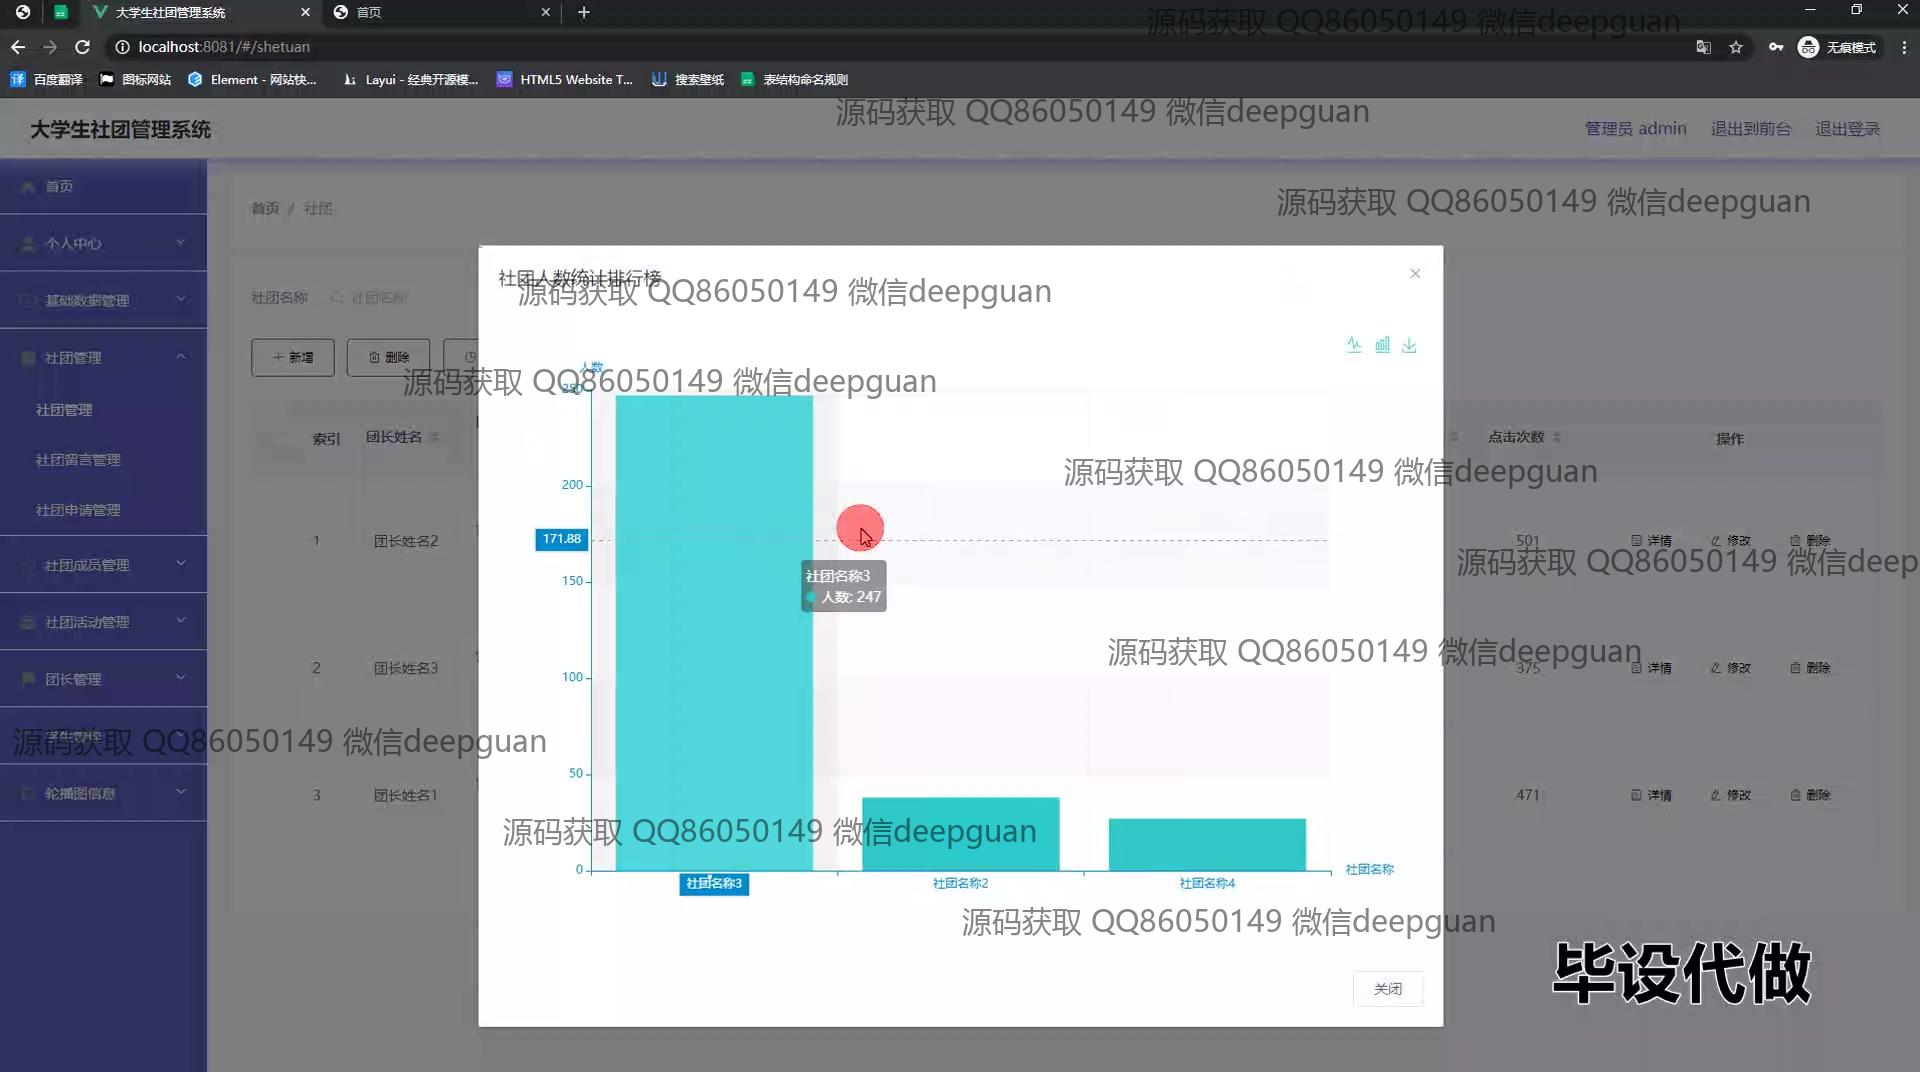 大学生社团管理系统
首页
源码获取 QQ86050149 微信deepguan
localhost:8081/#/shetuan
无痕模式
百度翻译
图标网站
Element - 网站快...
Layui - 经典开源模...
HTML5 Website T...
搜索壁纸
表结构命名规则
源码获取 QQ86050149 微信deepguan
大学生社团管理系统
管理员 admin
退出到前台
退出登录
首页
源码获取 QQ86050149 微信deepguan
首页 / 社团
个人中心
社团人数统计排行榜
源码获取 QQ86050149 微信deepguan
基础数据管理
社团名称
社团名称
新增
删除
社团管理
人数
源码获取 QQ86050149 微信deepguan
250
社团管理
索引
团长姓名
点击次数
操作
社团留言管理
源码获取 QQ86050149 微信deepguan
200
社团申请管理
1
团长姓名2
171.88
501
详情
修改
删除
社团成员管理
源码获取 QQ86050149 微信deep
社团名称3
150
人数: 247
社团活动管理
源码获取 QQ86050149 微信deepguan
2
团长姓名3
375
详情
修改
删除
团长管理
100
源码获取 QQ86050149 微信deepguan
50
轮播图信息
3
团长姓名1
471
详情
修改
删除
源码获取 QQ86050149 微信deepguan
0
社团名称
社团名称3
社团名称2
社团名称4
源码获取 QQ86050149 微信deepguan
毕设代做
关闭